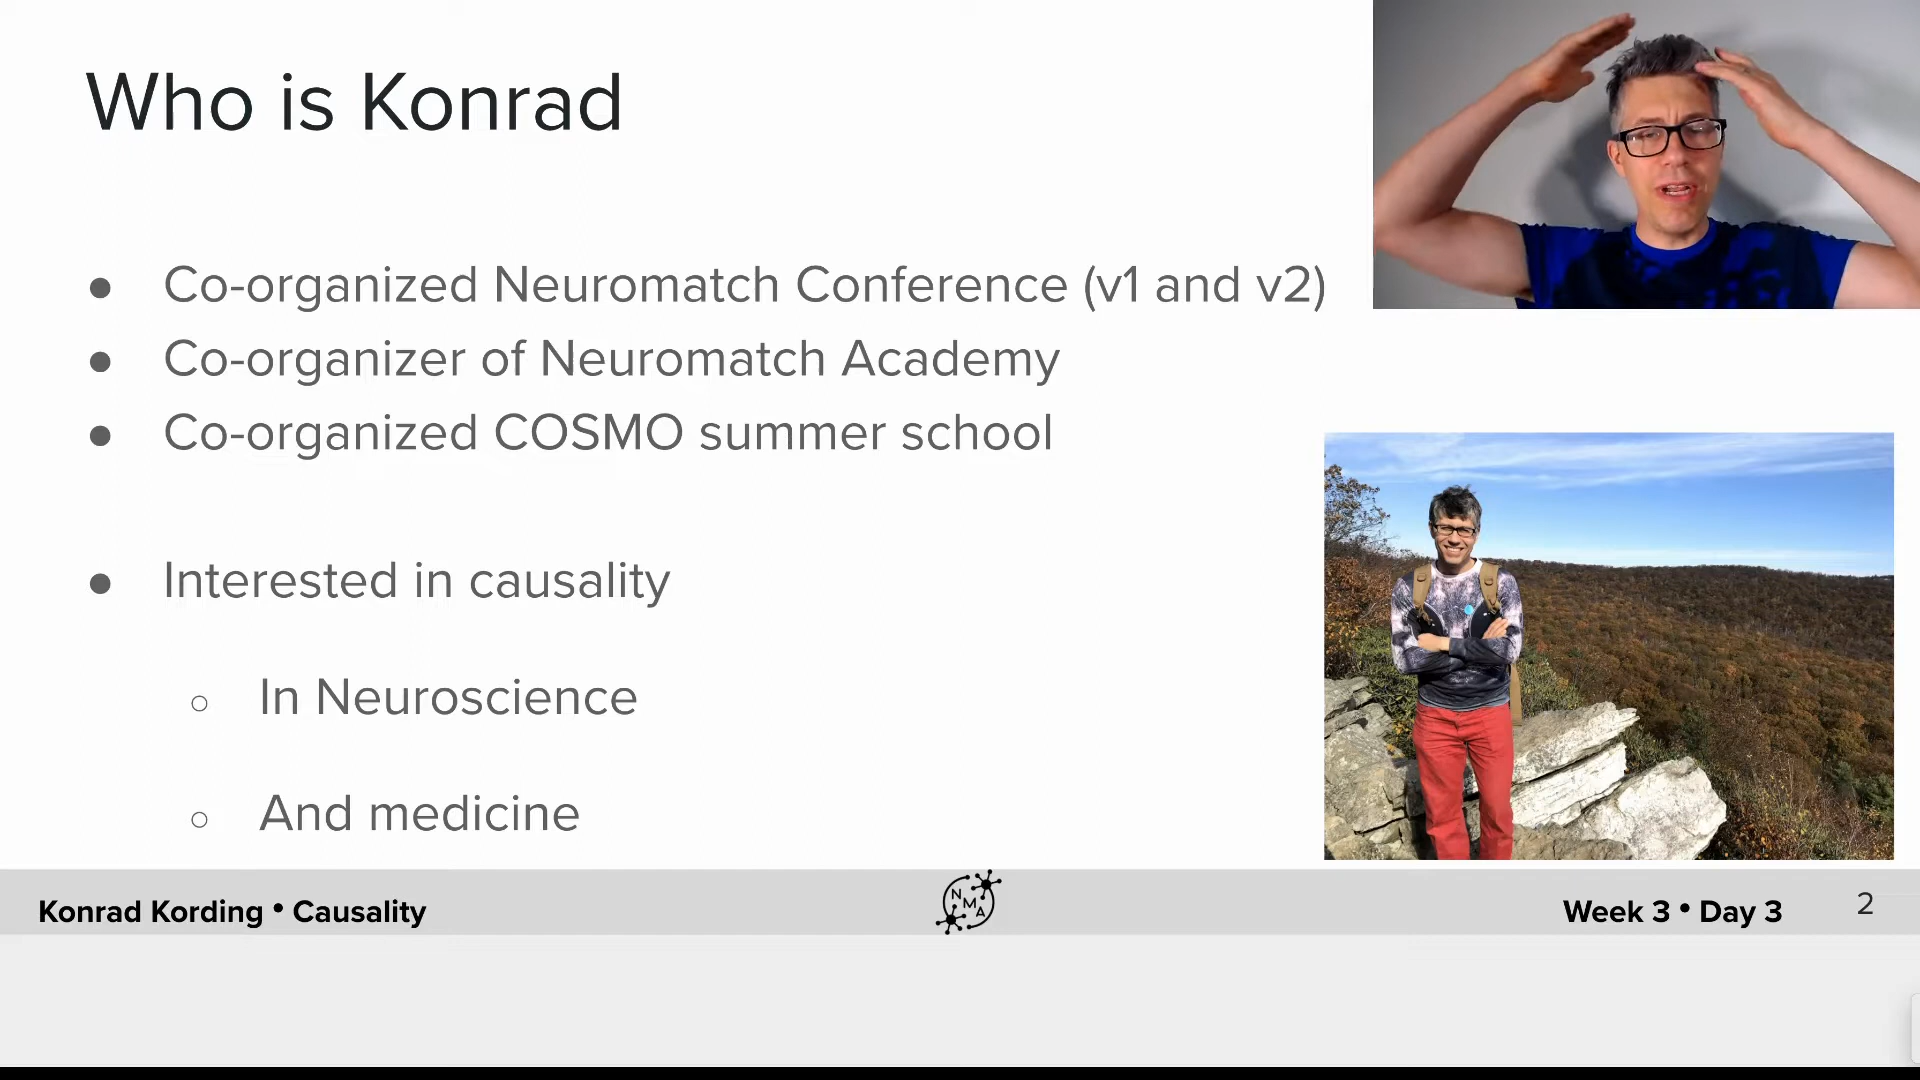 Who is Konrad
● Co-organized Neuromatch Conference (v1 and v2)
● Co-organizer of Neuromatch Academy
● Co-organized COSMO summer school
● Interested in causality
○ In Neuroscience
○ And medicine
Konrad Kording • Causality
NMA
Week 3 • Day 3
2